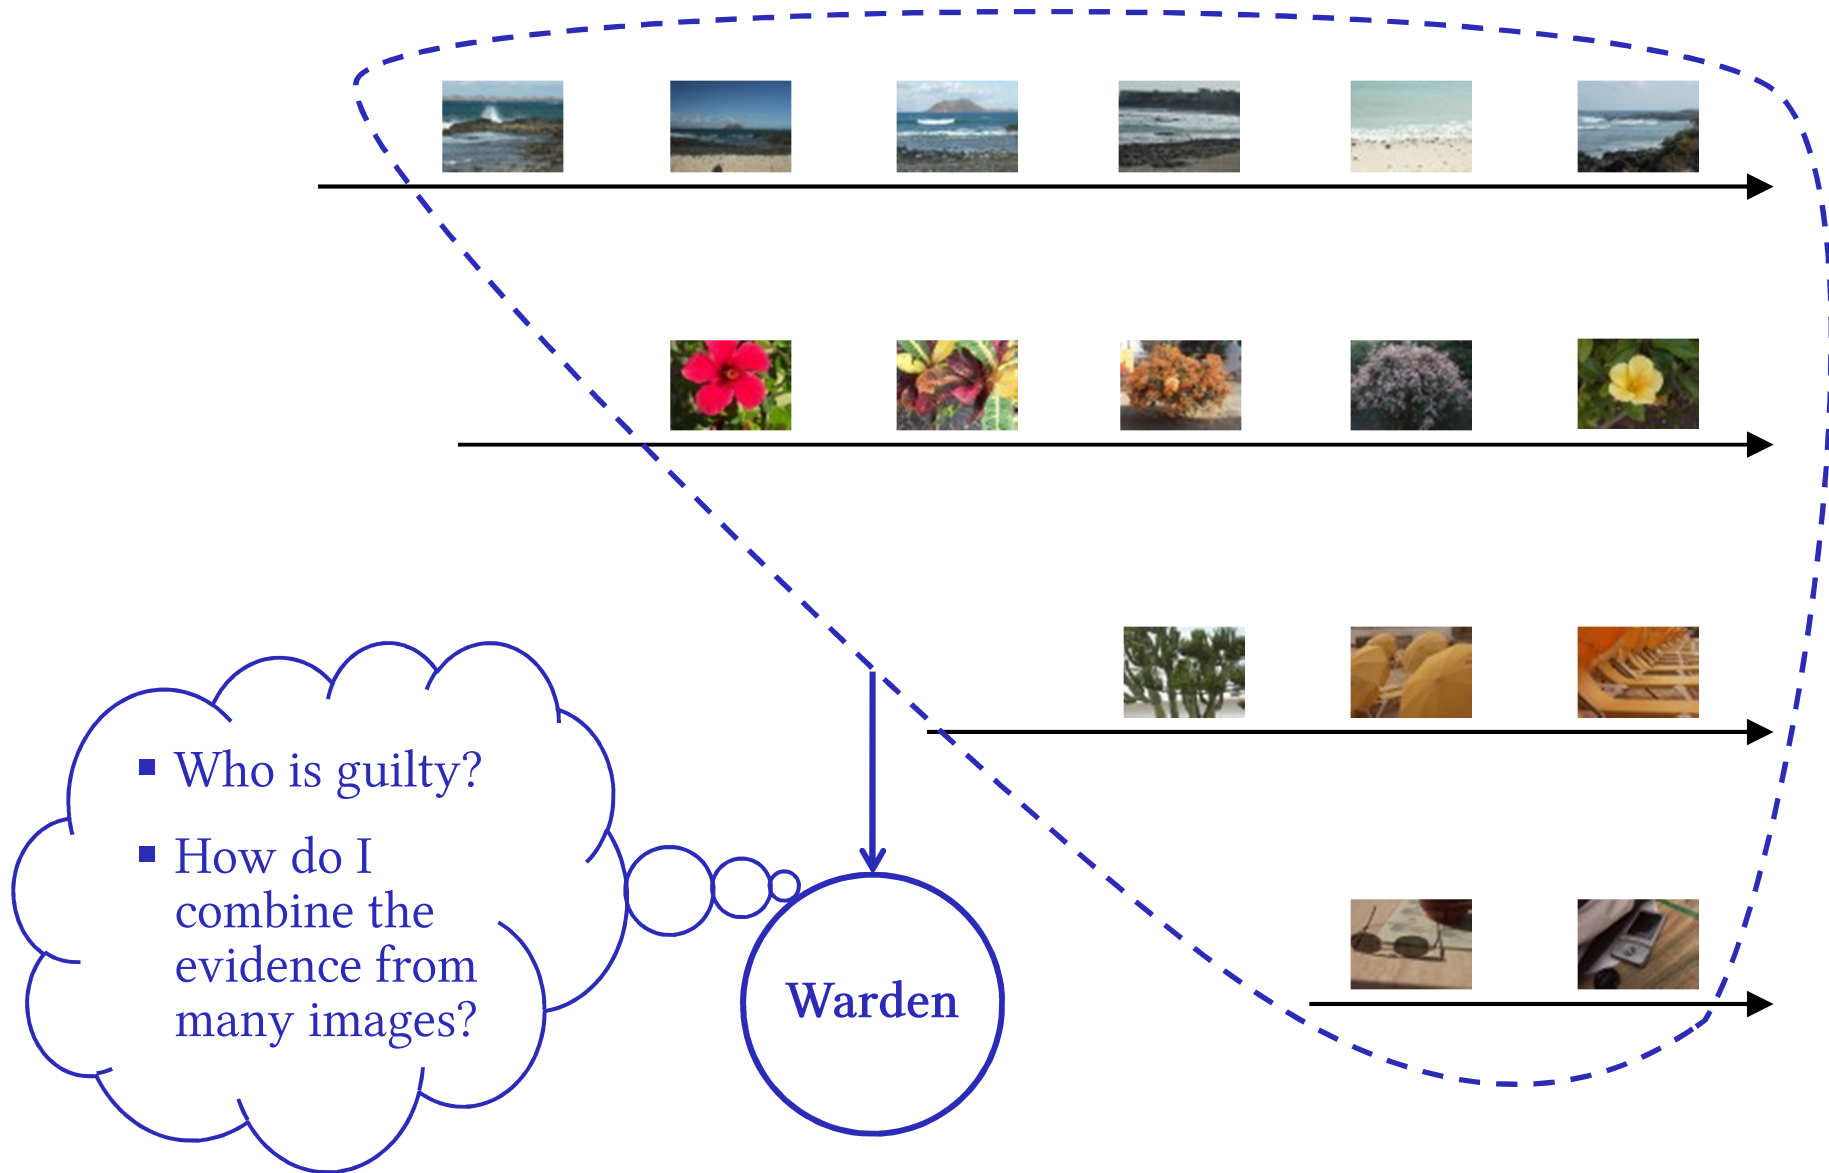 Who is guilty?
How do I
combine the
evidence from
many images?
Warden